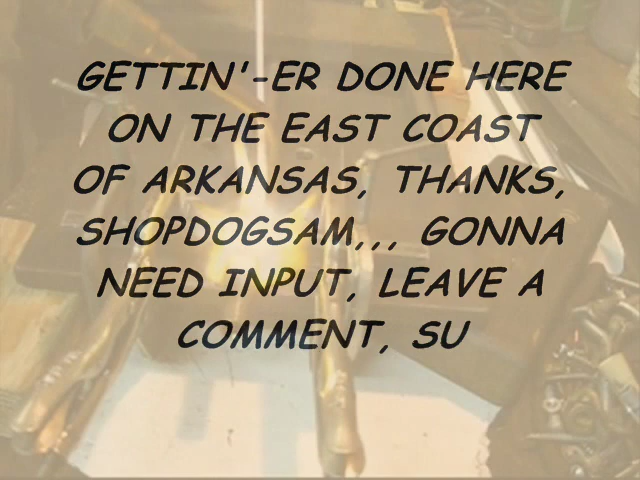 GETTIN'-ER DONE HERE
ON THE EAST COAST
OF ARKANSAS, THANKS,
SHOPDOGSAM,,, GONNA
NEED INPUT, LEAVE A
COMMENT, SU